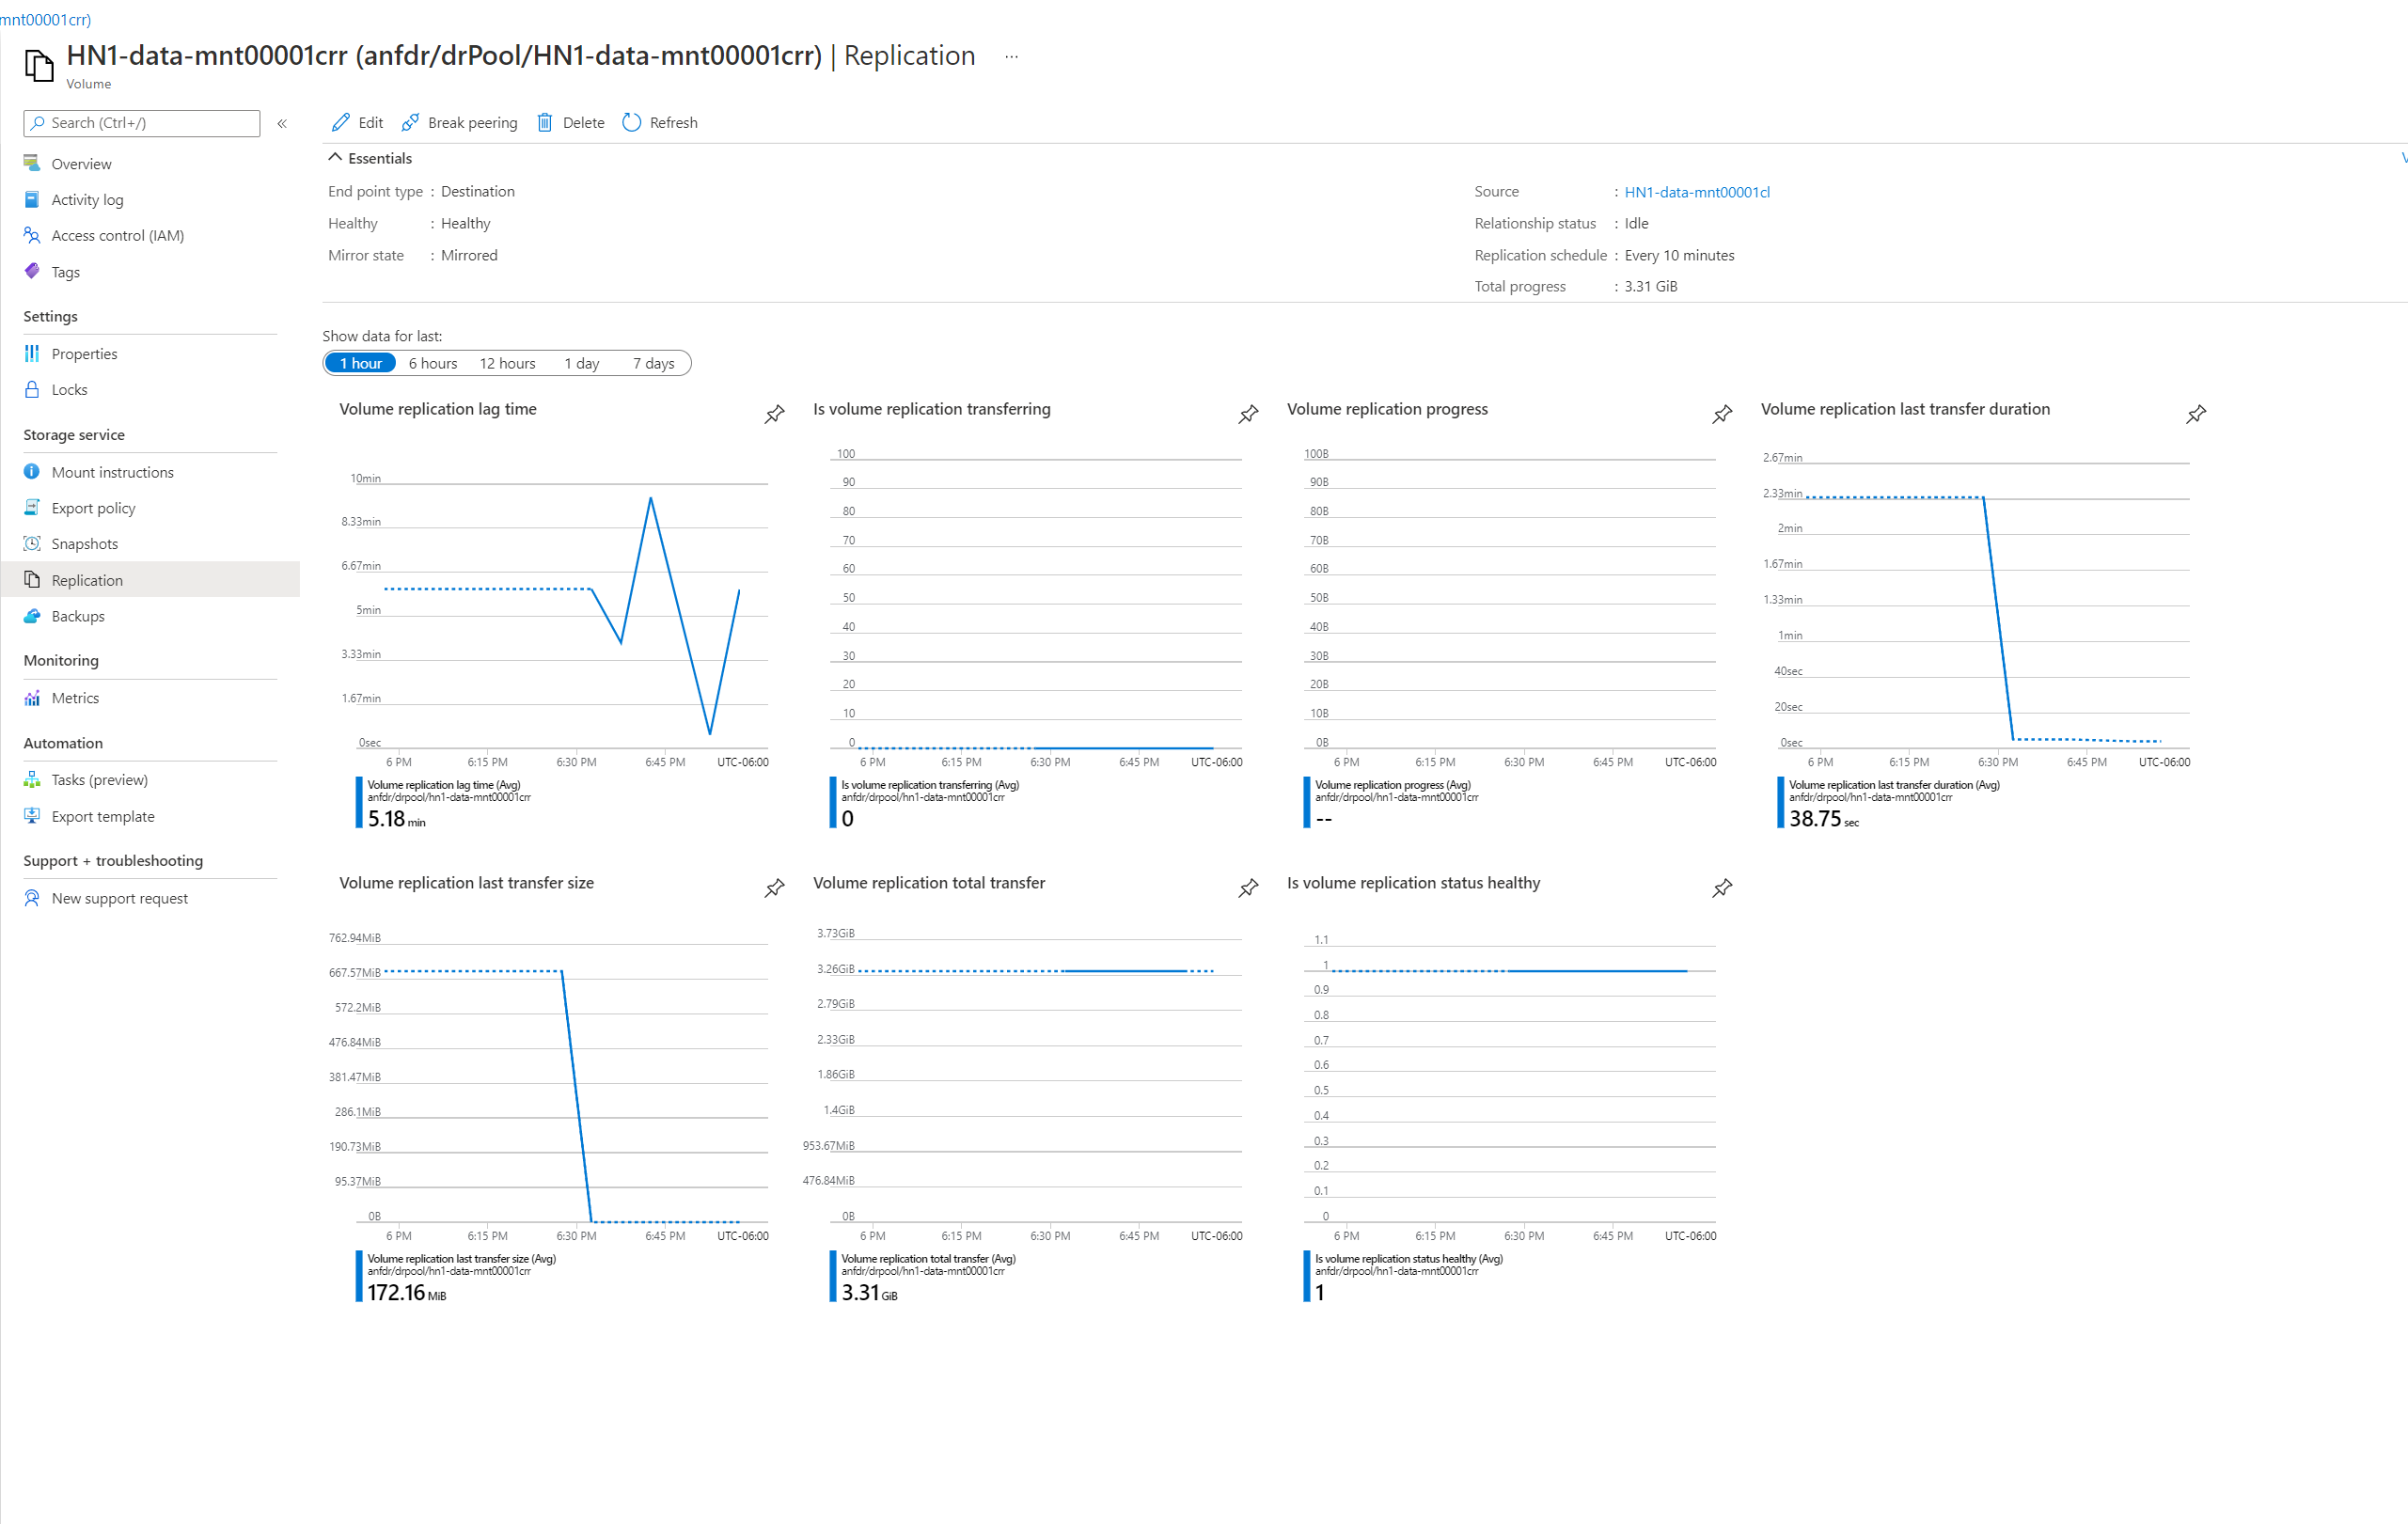 mnt00001crr)
HN1-data-mnt00001crr (anfdr/drPool/HN1-data-mnt00001crr) | Replication ...
Volume
Search (Ctrl+/)
«
Overview
Activity log
Access control (IAM)
Tags
Settings
Properties
Locks
Storage service
Mount instructions
Export policy
Snapshots
Replication
Backups
Monitoring
Metrics
Automation
Tasks (preview)
Export template
Support + troubleshooting
New support request
Edit Break peering Delete Refresh
Essentials
End point type : Destination
Healthy : Healthy
Mirror state : Mirrored
Source : HN1-data-mnt00001cl
Relationship status : Idle
Replication schedule : Every 10 minutes
Total progress : 3.31 GiB
Show data for last:
1 hour 6 hours 12 hours 1 day 7 days
Volume replication lag time
10min
8.33min
6.67min
5min
3.33min
1.67min
0sec
6 PM 6:15 PM 6:30 PM 6:45 PM UTC-06:00
Volume replication lag time (Avg)
anfdr/drpool/hn1-data-mnt00001crr
5.18 min
Is volume replication transferring
100
90
80
70
60
50
40
30
20
10
0
6 PM 6:15 PM 6:30 PM 6:45 PM UTC-06:00
Is volume replication transferring (Avg)
anfdr/drpool/hn1-data-mnt00001crr
0
Volume replication progress
100B
90B
80B
70B
60B
50B
40B
30B
20B
10B
0B
6 PM 6:15 PM 6:30 PM 6:45 PM UTC-06:00
Volume replication progress (Avg)
anfdr/drpool/hn1-data-mnt00001crr
--
Volume replication last transfer duration
2.67min
2.33min
2min
1.67min
1.33min
1min
40sec
20sec
0sec
6 PM 6:15 PM 6:30 PM 6:45 PM UTC-06:00
Volume replication last transfer duration (Avg)
anfdr/drpool/hn1-data-mnt00001crr
38.75 sec
Volume replication last transfer size
762.94MiB
667.57MiB
572.2MiB
476.84MiB
381.47MiB
286.1MiB
190.73MiB
95.37MiB
0B
6 PM 6:15 PM 6:30 PM 6:45 PM UTC-06:00
Volume replication last transfer size (Avg)
anfdr/drpool/hn1-data-mnt00001crr
172.16 MiB
Volume replication total transfer
3.73GiB
3.26GiB
2.79GiB
2.33GiB
1.86GiB
1.4GiB
953.67MiB
476.84MiB
0B
6 PM 6:15 PM 6:30 PM 6:45 PM UTC-06:00
Volume replication total transfer (Avg)
anfdr/drpool/hn1-data-mnt00001crr
3.31 GiB
Is volume replication status healthy
1.1
1
0.9
0.8
0.7
0.6
0.5
0.4
0.3
0.2
0.1
0
6 PM 6:15 PM 6:30 PM 6:45 PM UTC-06:00
Is volume replication status healthy (Avg)
anfdr/drpool/hn1-data-mnt00001crr
1